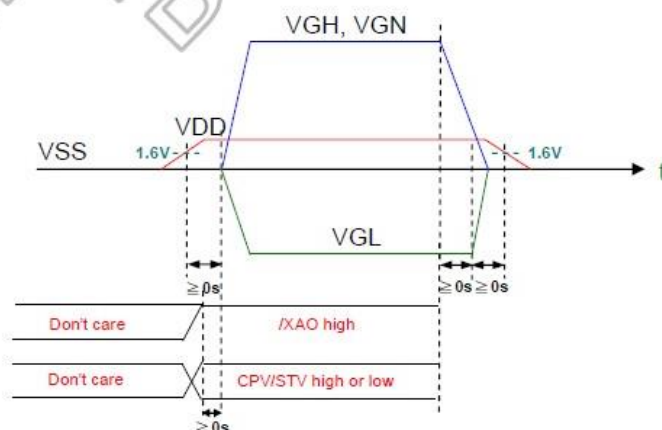 VGH, VGN
VDD
VSS
1.6V
1.6V
t
VGL
≧ 0s
≧ 0s
≧ 0s
Don't care
/XAO high
Don't care
CPV/STV high or low
≧ 0s